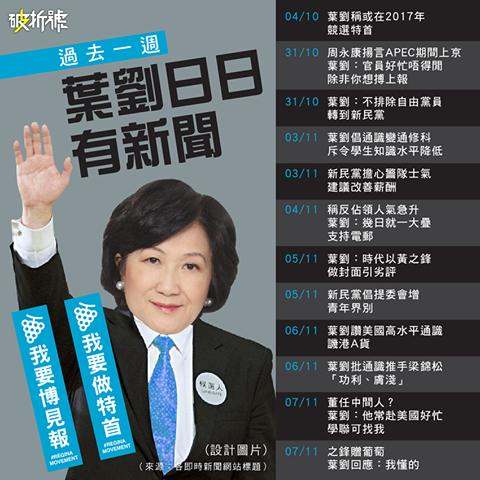 破折號
過去一週
葉劉日日
有新聞
04/10 葉劉稱或在2017年
競選特首
31/10 周永康揚言APEC期間上京
葉劉：官員好忙唔得閒
除非你想搏上報
31/10 葉劉：不排除自由黨員
轉到新民黨
03/11 葉劉倡通識變通修科
斥令學生知識水平降低
03/11 新民黨擔心警隊士氣
建議改善薪酬
04/11 稱反佔領人氣急升
葉劉：幾日就一大疊
支持電郵
05/11 葉劉：時代以黃之鋒
做封面引劣評
05/11 新民黨倡提委會增
青年界別
06/11 葉劉讚美國高水平通識
譏港A貨
06/11 葉劉批通識推手梁錦松
「功利、膚淺」
07/11 董任中間人？
葉劉：他常赴美國好忙
學聯可找我
07/11 之鋒贈葡萄
葉劉回應：我懂的
我要博見報
#REGINA
MOVEMENT
我要做特首
#REGINA
MOVEMENT
候選人
CANDIDATE
（設計圖片）
（來源：各即時新聞網站標題）